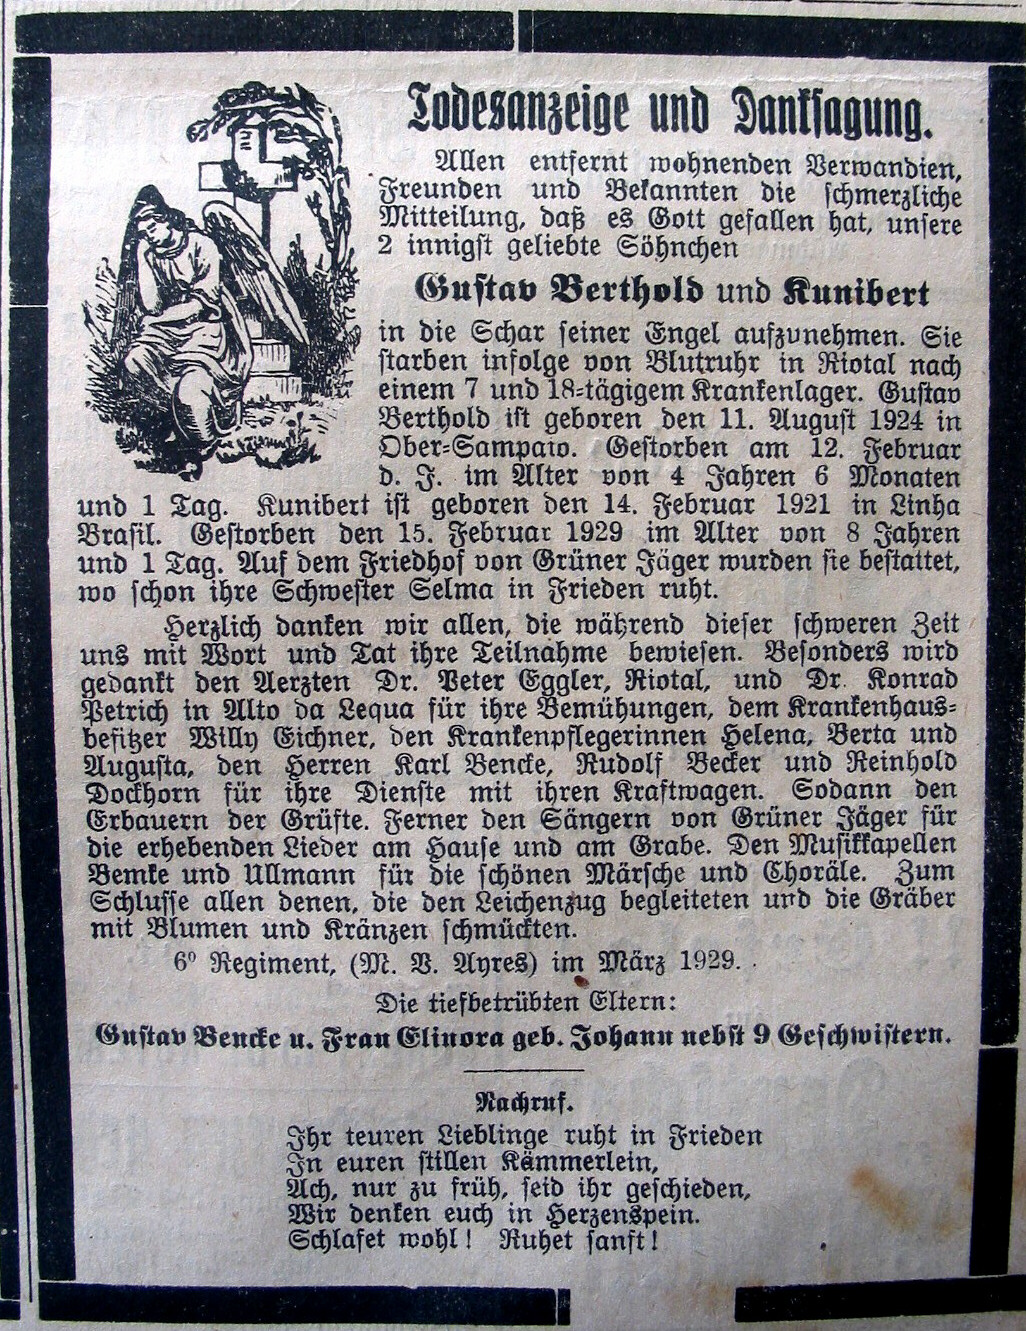 Todesanzeige und Danksagung.
Allen entfernt wohnenden Verwandien,
Freunden und Bekannten die schmerzliche
Mitteilung, daß es Gott gefallen hat, unsere
2 innigst geliebte Söhnchen
Gustav Berthold und Kunibert
in die Schar seiner Engel aufzunehmen. Sie
starben infolge von Blutruhr in Riotal nach
einem 7 und 18-tägigem Krankenlager. Gustav
Berthold ist geboren den 11. August 1924 in
Ober-Sampaio. Gestorben am 12. Februar
d. J. im Alter von 4 Jahren 6 Monaten
und 1 Tag. Kunibert ist geboren den 14. Februar 1921 in Linha
Brasil. Gestorben den 15. Februar 1929 im Alter von 8 Jahren
und 1 Tag. Auf dem Friedhof von Grüner Jäger wurden sie bestattet,
wo schon ihre Schwester Selma in Frieden ruht.
Herzlich danken wir allen, die während dieser schweren Zeit
uns mit Wort und Tat ihre Teilnahme bewiesen. Besonders wird
gedankt den Aerzten Dr. Peter Eggler, Riotal, und Dr. Konrad
Petrich in Alto da Lequa für ihre Bemühungen, dem Krankenhaus-
besitzer Willy Eichner, den Krankenpflegerinnen Helena, Berta und
Augusta, den Herren Karl Bencke, Rudolf Becker und Reinhold
Dockhorn für ihre Dienste mit ihren Kraftwagen. Sodann den
Erbauern der Grüfte. Ferner den Sängern von Grüner Jäger für
die erhebenden Lieder am Hause und am Grabe. Den Musikkapellen
Bemke und Ullmann für die schönen Märsche und Choräle. Zum
Schlusse allen denen, die den Leichenzug begleiteten und die Gräber
mit Blumen und Kränzen schmückten.
6º Regiment, (M. V. Ayres) im März 1929.
Die tiefbetrübten Eltern:
Gustav Bencke u. Frau Elinora geb. Johann nebst 9 Geschwistern.
Nachruf.
Ihr teuren Lieblinge ruht in Frieden
In euren stillen Kämmerlein,
Ach, nur zu früh, seid ihr geschieden,
Wir denken euch in Herzenspein.
Schlafet wohl! Ruhet sanft!